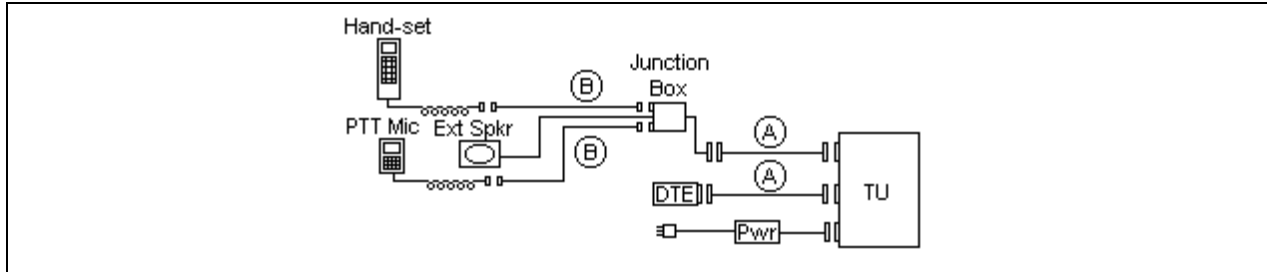 Hand-set
Junction
Box
B
PTT Mic
Ext Spkr
A
B
A
DTE
TU
Pwr